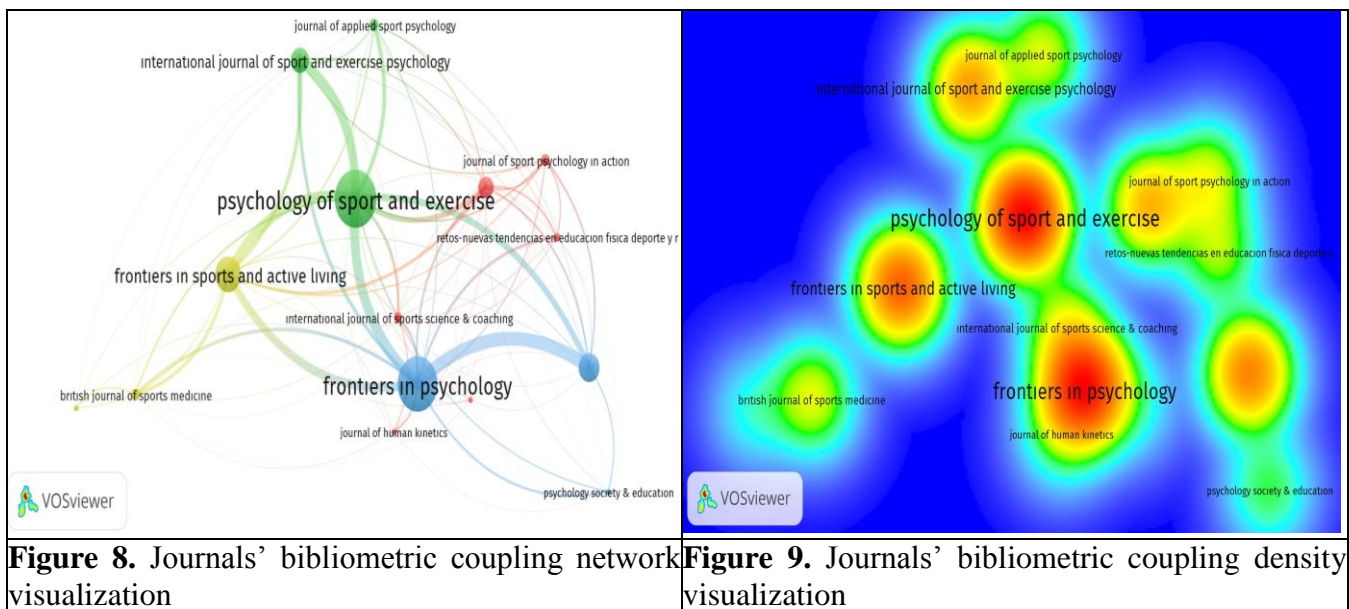 journal of applied sport psychology
international journal of sport and exercise psychology
journal of sport psychology in action
psychology of sport and exercise
retos-nuevas tendencias en educacion fisica deporte y r
frontiers in sports and active living
international journal of sports science & coaching
frontiers in psychology
british journal of sports medicine
journal of human kinetics
psychology society & education
VOSviewer
journal of applied sport psychology
international journal of sport and exercise psychology
journal of sport psychology in action
psychology of sport and exercise
retos-nuevas tendencias en educacion fisica deporte y
frontiers in sports and active living
international journal of sports science & coaching
frontiers in psychology
british journal of sports medicine
journal of human kinetics
psychology society & education
VOSviewer
Figure 8. Journals’ bibliometric coupling network
visualization
Figure 9. Journals’ bibliometric coupling density
visualization